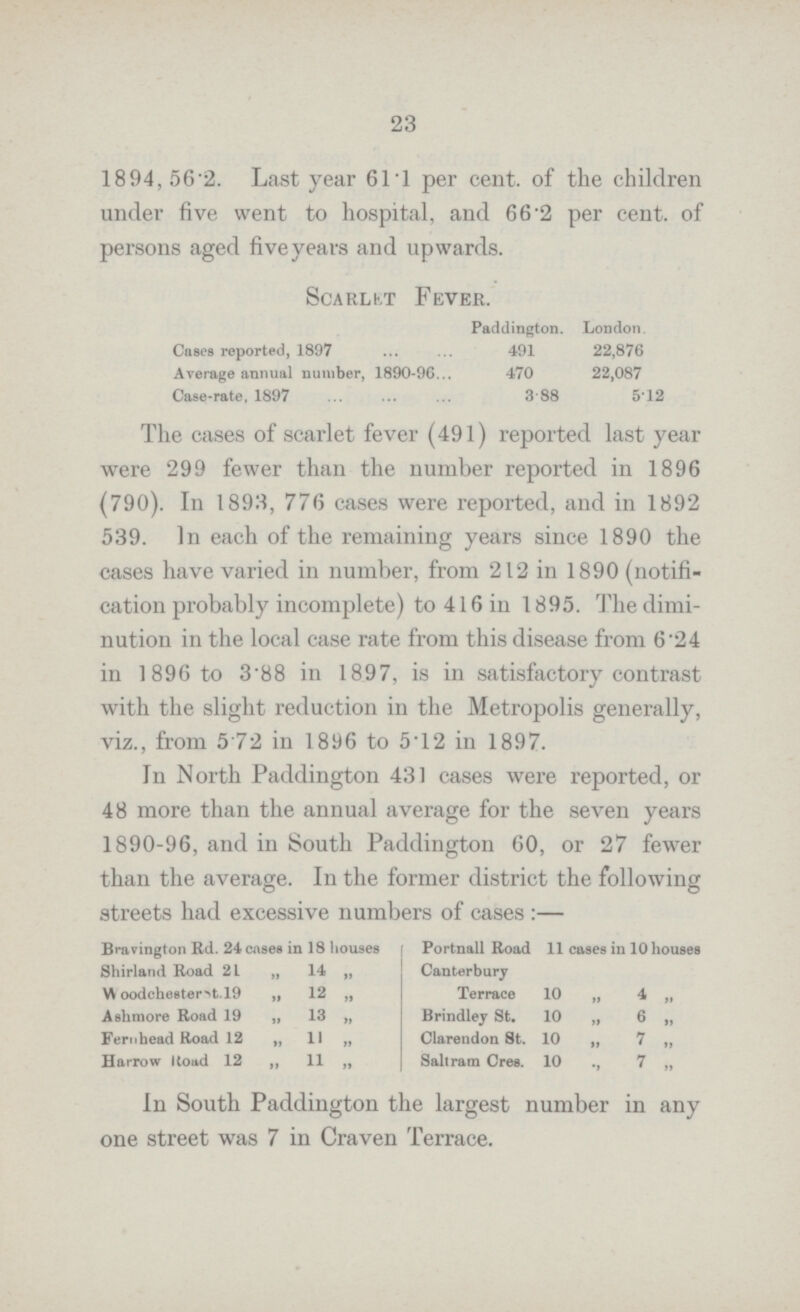 23
1894, 56·2. Last year 61·1 per cent. of the children
under five went to hospital, and 66·2 per cent. of
persons aged five years and upwards.
Scarlet Fever.
Paddington. London.
Cases reported, 1897 ... ... 491 22,876
Average annual number, 1890-96... 470 22,087
Case-rate, 1897 ... ... ... 3 88 5·12
The cases of scarlet fever (491) reported last year
were 299 fewer than the number reported in 1896
(790). In 1893, 776 cases were reported, and in 1892
539. In each of the remaining years since 1890 the
cases have varied in number, from 212 in 1890 (notifi-
cation probably incomplete) to 416 in 1895. The dimi-
nution in the local case rate from this disease from 6·24
in 1896 to 3·88 in 1897, is in satisfactory contrast
with the slight reduction in the Metropolis generally,
viz., from 5 72 in 1896 to 5·12 in 1897.
In North Paddington 431 cases were reported, or
48 more than the annual average for the seven years
1890-96, and in South Paddington 60, or 27 fewer
than the average. In the former district the following
streets had excessive numbers of cases :—
Bravington Rd. 24 cases in 18 houses
Shirland Road 21 „ 14 „
Woodchester St. 19 „ 12 „
Ashmore Road 19 „ 13 „
Fernhead Road 12 „ 11 „
Harrow Road 12 „ 11 „
Portnall Road 11 cases in 10 houses
Canterbury
Terrace 10 „ 4 „
Brindley St. 10 „ 6 „
Clarendon St. 10 „ 7 „
Saltram Cres. 10 „ 7 „
In South Paddington the largest number in any
one street was 7 in Craven Terrace.